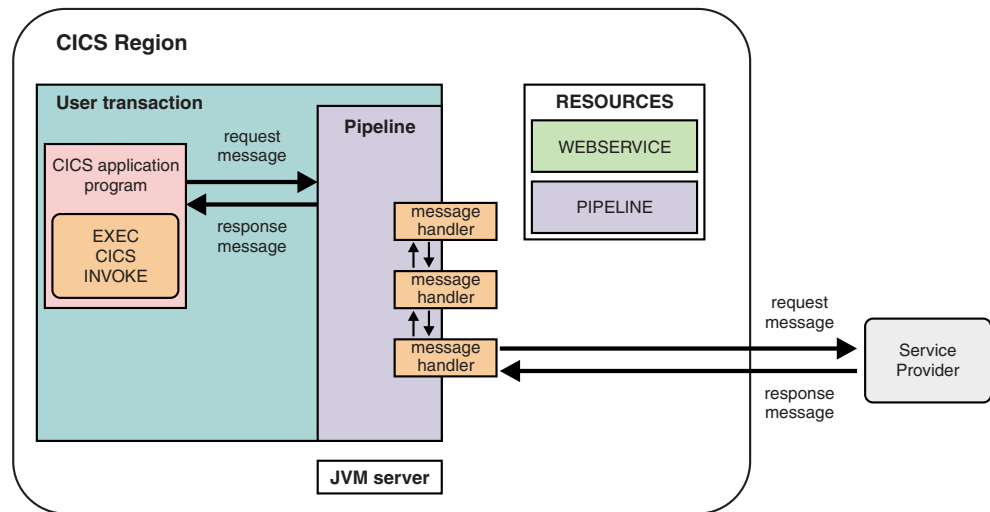 CICS Region
User transaction
Pipeline
CICS application
program
EXEC
CICS
INVOKE
request
message
response
message
message
handler
message
handler
message
handler
RESOURCES
WEBSERVICE
PIPELINE
request
message
response
message
Service
Provider
JVM server